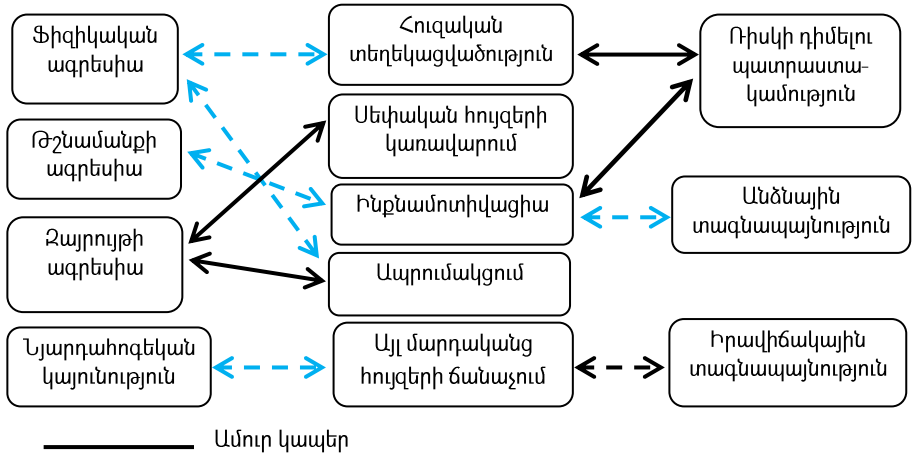 Ֆիզիկական
ագրեսիա
Թշնամանքի
ագրեսիա
Զայրույթի
ագրեսիա
Նյարդահոգեկան
կայունություն
Հուզական
տեղեկացվածություն
Սեփական հույզերի
կառավարում
Ինքնամոտիվացիա
Ապրումակցում
Այլ մարդականց
հույզերի ճանաչում
Ռիսկի դիմելու
պատրաստա-
կամություն
Անձնային
տագնապայնություն
Իրավիճակային
տագնապայնություն
Ամուր կապեր